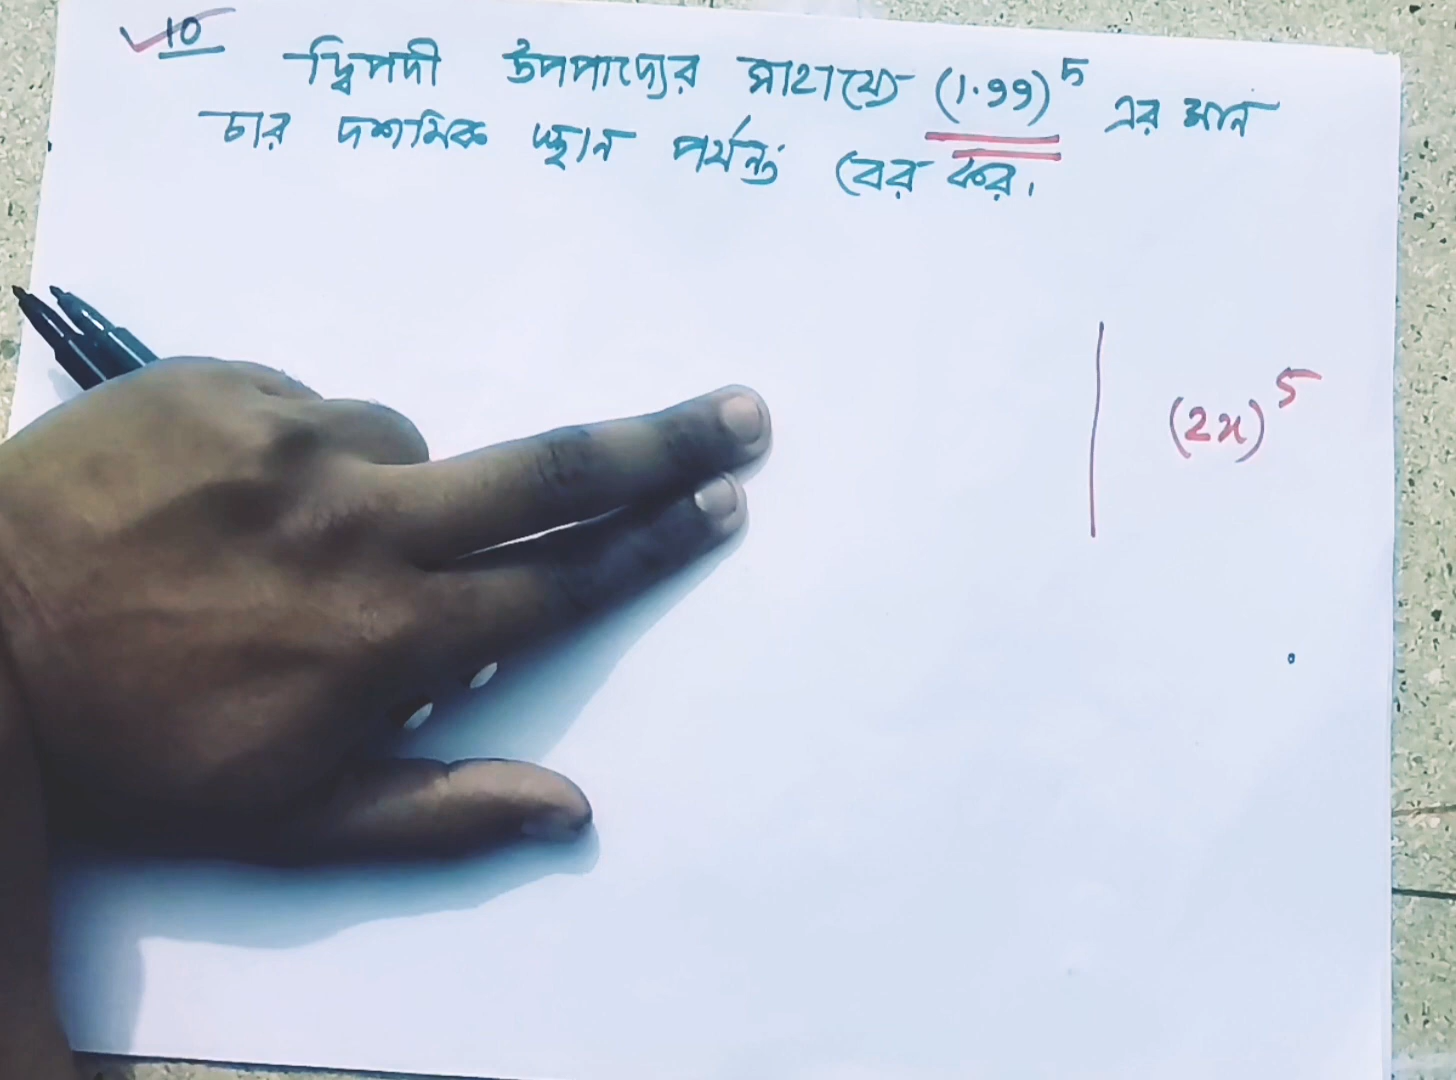 10 দ্বিপদী উপপাদ্যের সাহায্যে (1.99)^5 এর মান
চার দশমিক স্থান পর্যন্ত বের কর।
(2x)^5